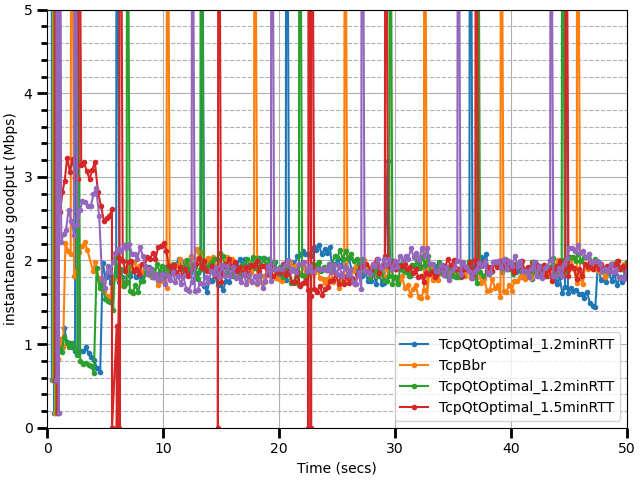 5
4
3
2
1
0
instantaneous goodput (Mbps)
TcpQtOptimal_1.2minRTT
TcpBbr
TcpQtOptimal_1.2minRTT
TcpQtOptimal_1.5minRTT
0 10 20 30 40 50
Time (secs)